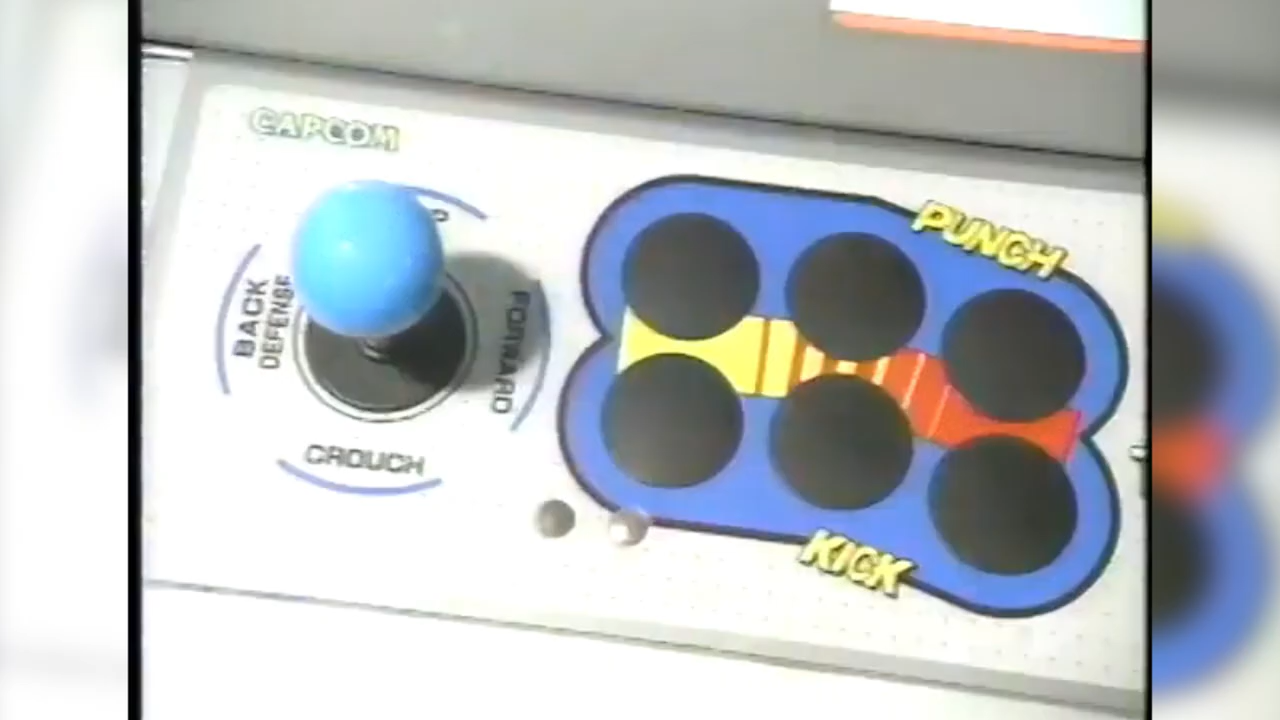 CAPCOM
PUNCH
BACK
DEFENSE
FORWARD
CROUCH
KICK